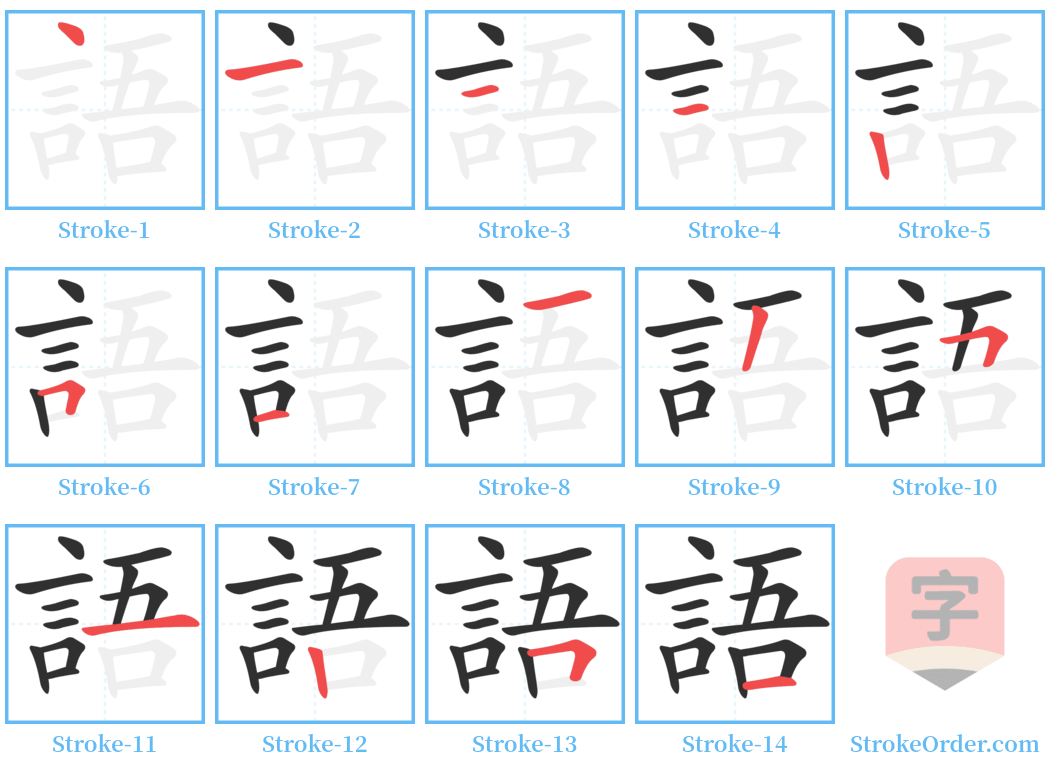 語 語 語 語 語
Stroke-1 Stroke-2 Stroke-3 Stroke-4 Stroke-5
語 語 語 語 語
Stroke-6 Stroke-7 Stroke-8 Stroke-9 Stroke-10
語 語 語 語 字
Stroke-11 Stroke-12 Stroke-13 Stroke-14 StrokeOrder.com